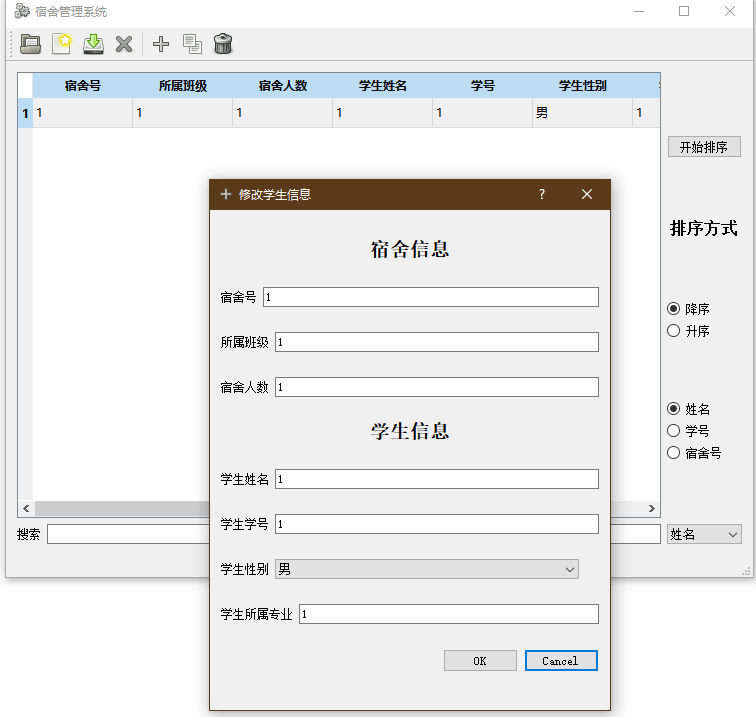 宿舍管理系统
宿舍号 所属班级 宿舍人数 学生姓名 学号 学生性别
1 1 1 1 1 1 男 1
开始排序
排序方式
降序
升序
姓名
学号
宿舍号
搜索 姓名
修改学生信息 ?
宿舍信息
宿舍号 1
所属班级 1
宿舍人数 1
学生信息
学生姓名 1
学生学号 1
学生性别 男
学生所属专业 1
OK Cancel